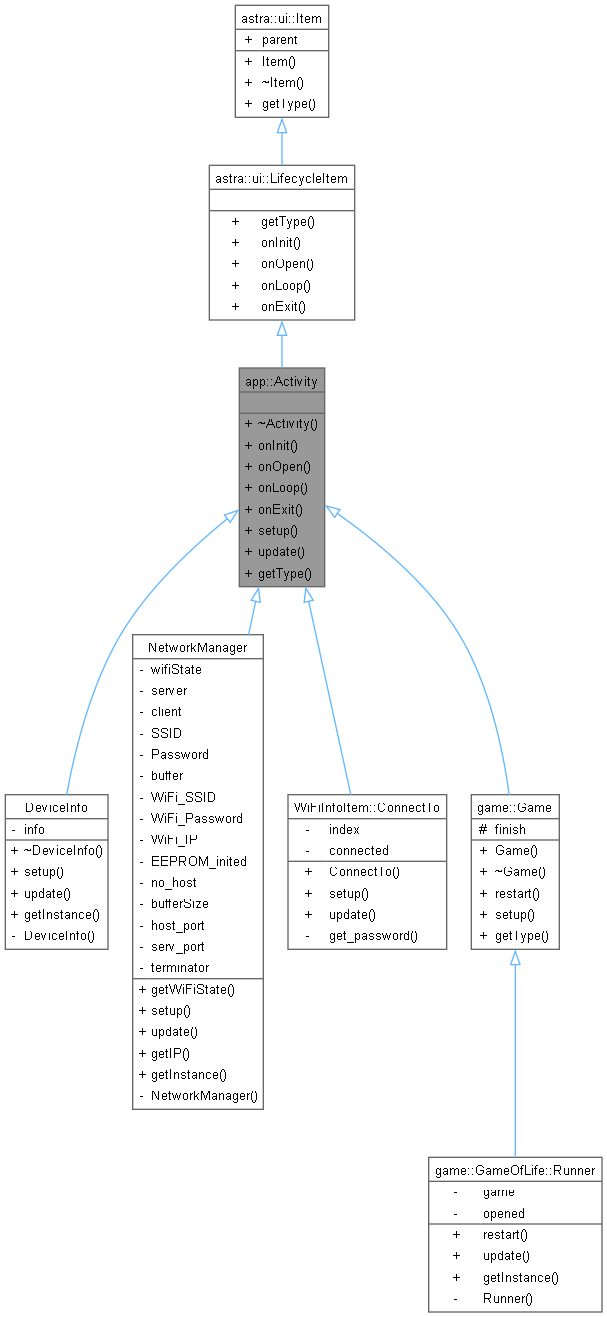 astra::ui::Item
+ parent
+ Item()
+ ~Item()
+ getType()
astra::ui::LifecycleItem
+ getType()
+ onInit()
+ onOpen()
+ onLoop()
+ onExit()
app::Activity
+ ~Activity()
+ onInit()
+ onOpen()
+ onLoop()
+ onExit()
+ setup()
+ update()
+ getType()
DeviceInfo
- info
+ ~DeviceInfo()
+ setup()
+ update()
+ getInstance()
- DeviceInfo()
NetworkManager
- wifiState
- server
- client
- SSID
- Password
- buffer
- WiFi_SSID
- WiFi_Password
- WiFi_IP
- EEPROM_inited
- no_host
- bufferSize
- host_port
- serv_port
- terminator
+ getWiFiState()
+ setup()
+ update()
+ getIP()
+ getInstance()
- NetworkManager()
WiFiInfoItem::ConnectTo
- index
- connected
+ ConnectTo()
+ setup()
+ update()
- get_password()
game::Game
# finish
+ Game()
+ ~Game()
+ restart()
+ setup()
+ getType()
game::GameOfLife::Runner
- game
- opened
+ restart()
+ update()
+ getInstance()
- Runner()